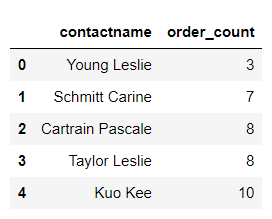 contactname order_count
0 Young Leslie 3
1 Schmitt Carine 7
2 Cartrain Pascale 8
3 Taylor Leslie 8
4 Kuo Kee 10